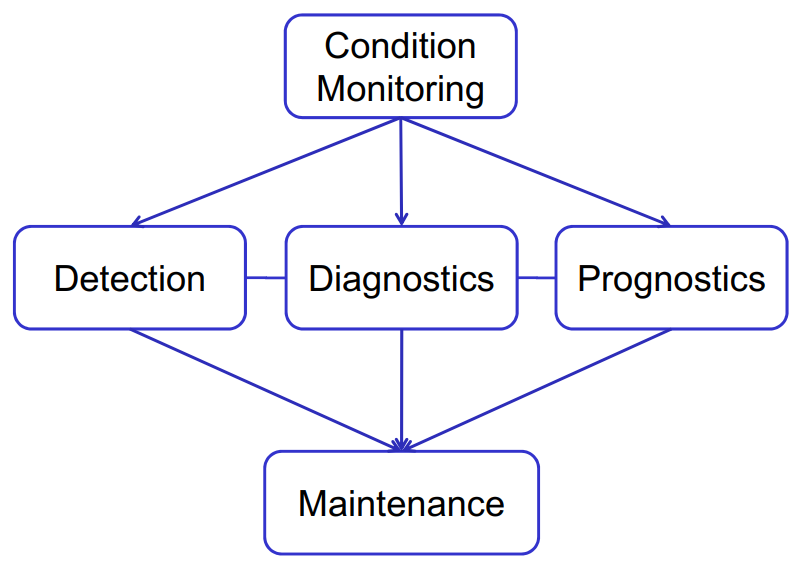 Condition
Monitoring
Detection
Diagnostics
Prognostics
Maintenance